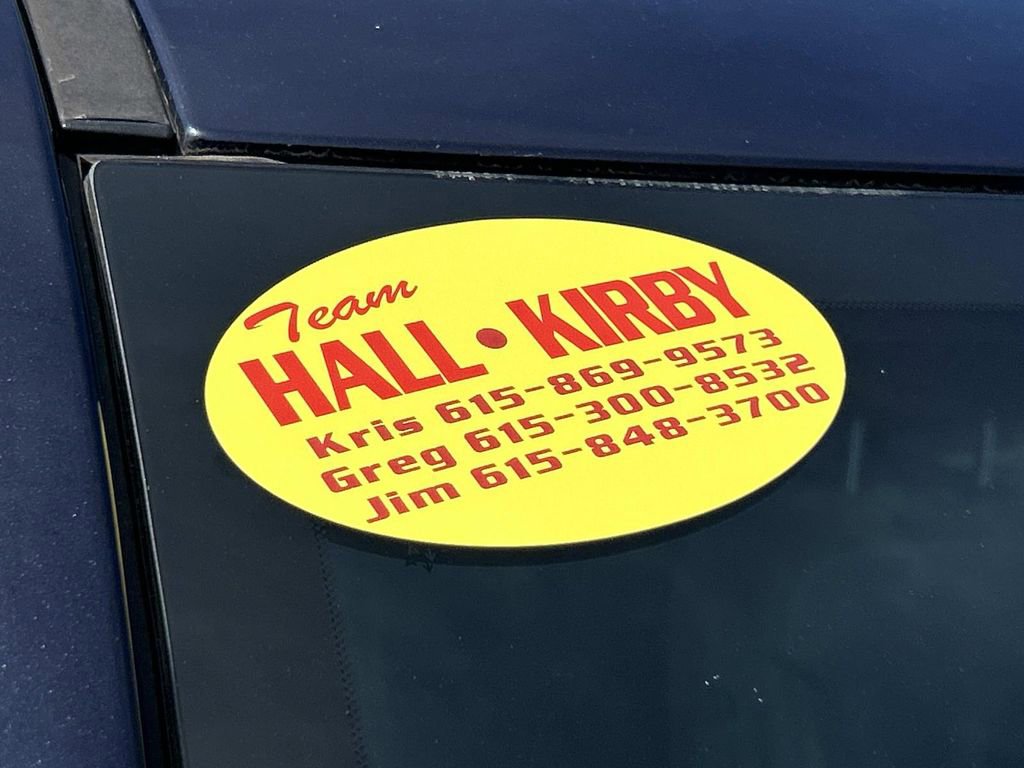 Team
HALL • KIRBY
Kris 615-869-9573
Greg 615-300-8532
Jim 615-848-3700